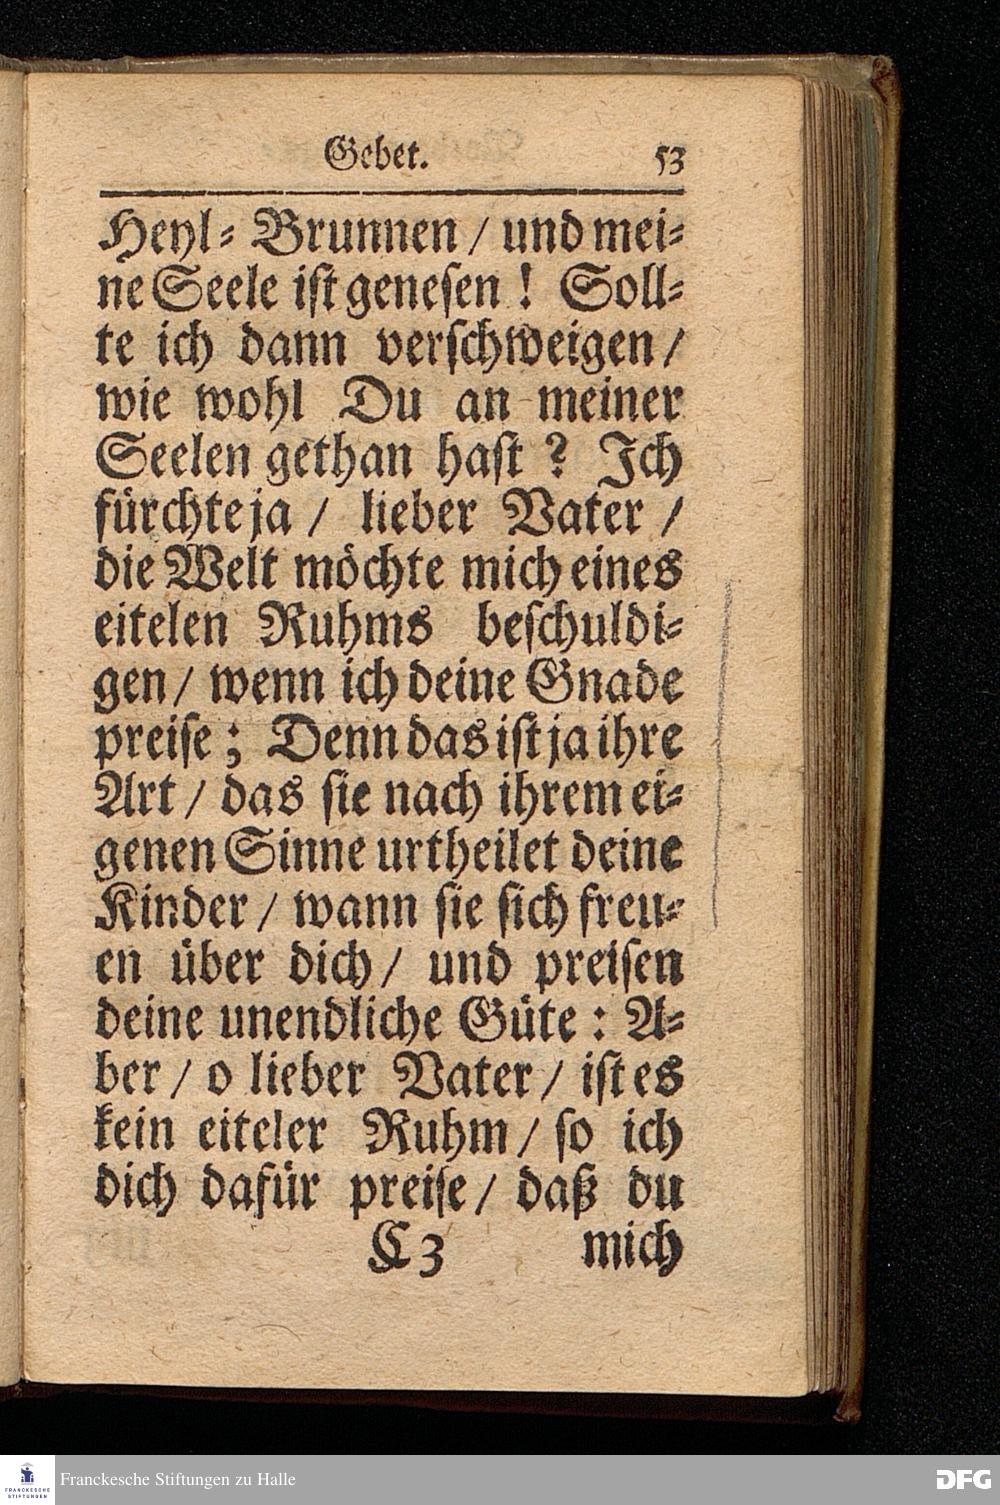 Gebet. 53
Heyl- Brunnen / und mei-
ne Seele iſt geneſen! Soll-
te ich dann verſchweigen /
wie wohl Du an meiner
Seelen gethan haſt? Ich
fürchte ja / lieber Vater /
die Welt möchte mich eines
eitelen Ruhms beſchuldi-
gen / wenn ich deine Gnade
preiſe; Denn das iſt ja ihre
Art / das ſie nach ihrem ei-
genen Sinne urtheilet deine
Kinder / wann ſie ſich freu-
en über dich / und preiſen
deine unendliche Güte: A-
ber / o lieber Vater / iſt es
kein eiteler Ruhm / ſo ich
dich dafür preiſe / daß du
C 3 mich
FRANCKESCHE STIFTUNGEN
Franckesche Stiftungen zu Halle
DFG